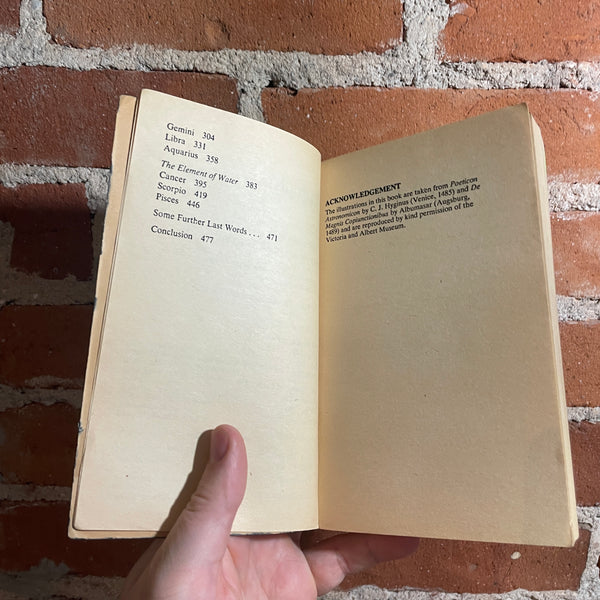 Gemini 304
Libra 331
Aquarius 358
The Element of Water 383
Cancer 395
Scorpio 419
Pisces 446
Some Further Last Words . . . 471
Conclusion 477
ACKNOWLEDGEMENT
The illustrations in this book are taken from Poeticon
Astronomicon by C. J. Hyginus (Venice, 1485) and De
Magnis Copiunctionibus by Albumasar (Augsburg,
1489) and are reproduced by kind permission of the
Victoria and Albert Museum.